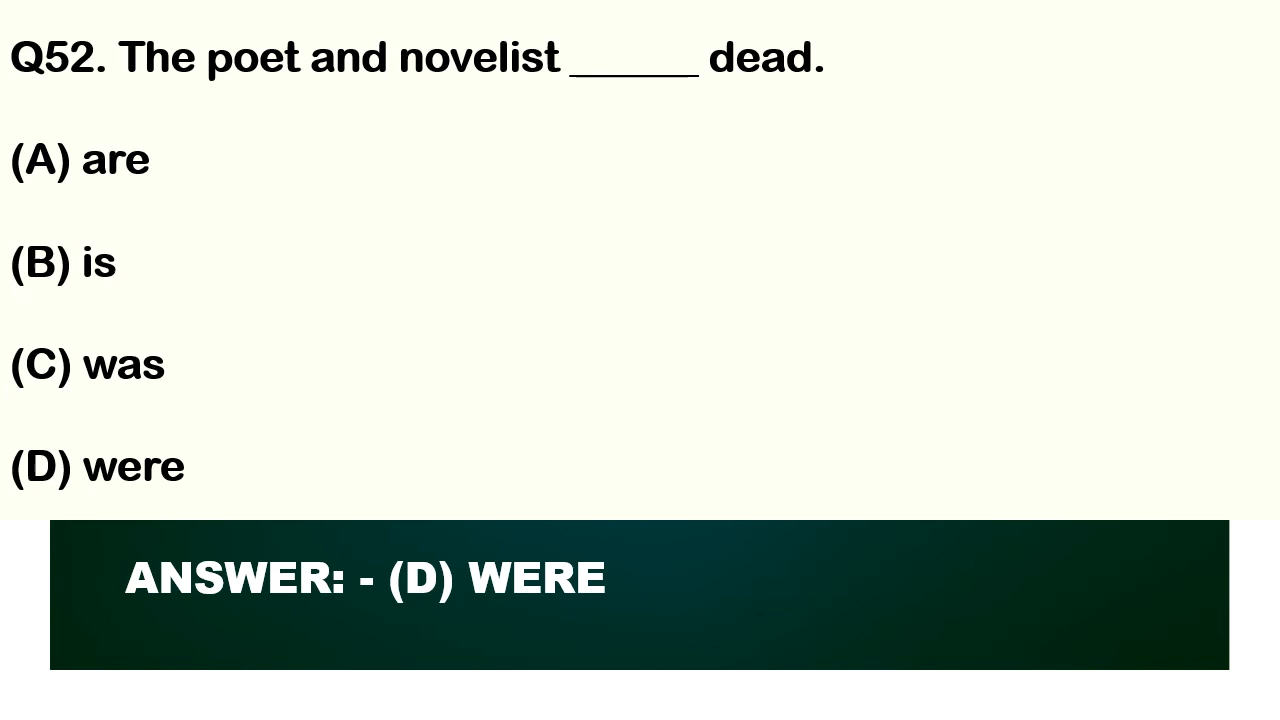 Q52. The poet and novelist ______ dead.
(A) are
(B) is
(C) was
(D) were
ANSWER: - (D) WERE